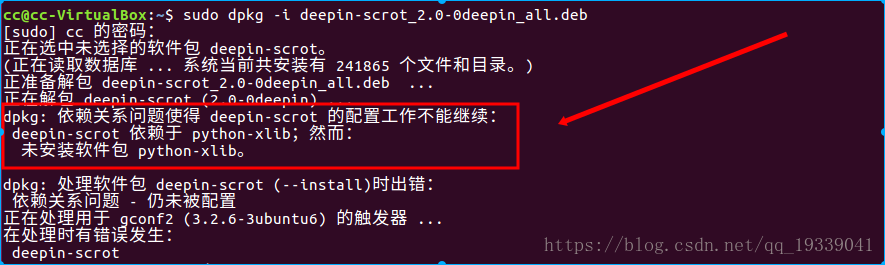 cc@cc-VirtualBox:~$ sudo dpkg -i deepin-scrot_2.0-0deepin_all.deb
[sudo] cc 的密码：
正在选中未选择的软件包 deepin-scrot。
(正在读取数据库 ... 系统当前共安装有 241865 个文件和目录。)
正准备解包 deepin-scrot_2.0-0deepin_all.deb  ...
正在解包 deepin-scrot (2.0-0deepin) ...
dpkg: 依赖关系问题使得 deepin-scrot 的配置工作不能继续：
 deepin-scrot 依赖于 python-xlib；然而：
  未安装软件包 python-xlib。
dpkg: 处理软件包 deepin-scrot (--install)时出错：
 依赖关系问题 - 仍未被配置
正在处理用于 gconf2 (3.2.6-3ubuntu6) 的触发器 ...
在处理时有错误发生：
 deepin-scrot
https://blog.csdn.net/qq_19339041